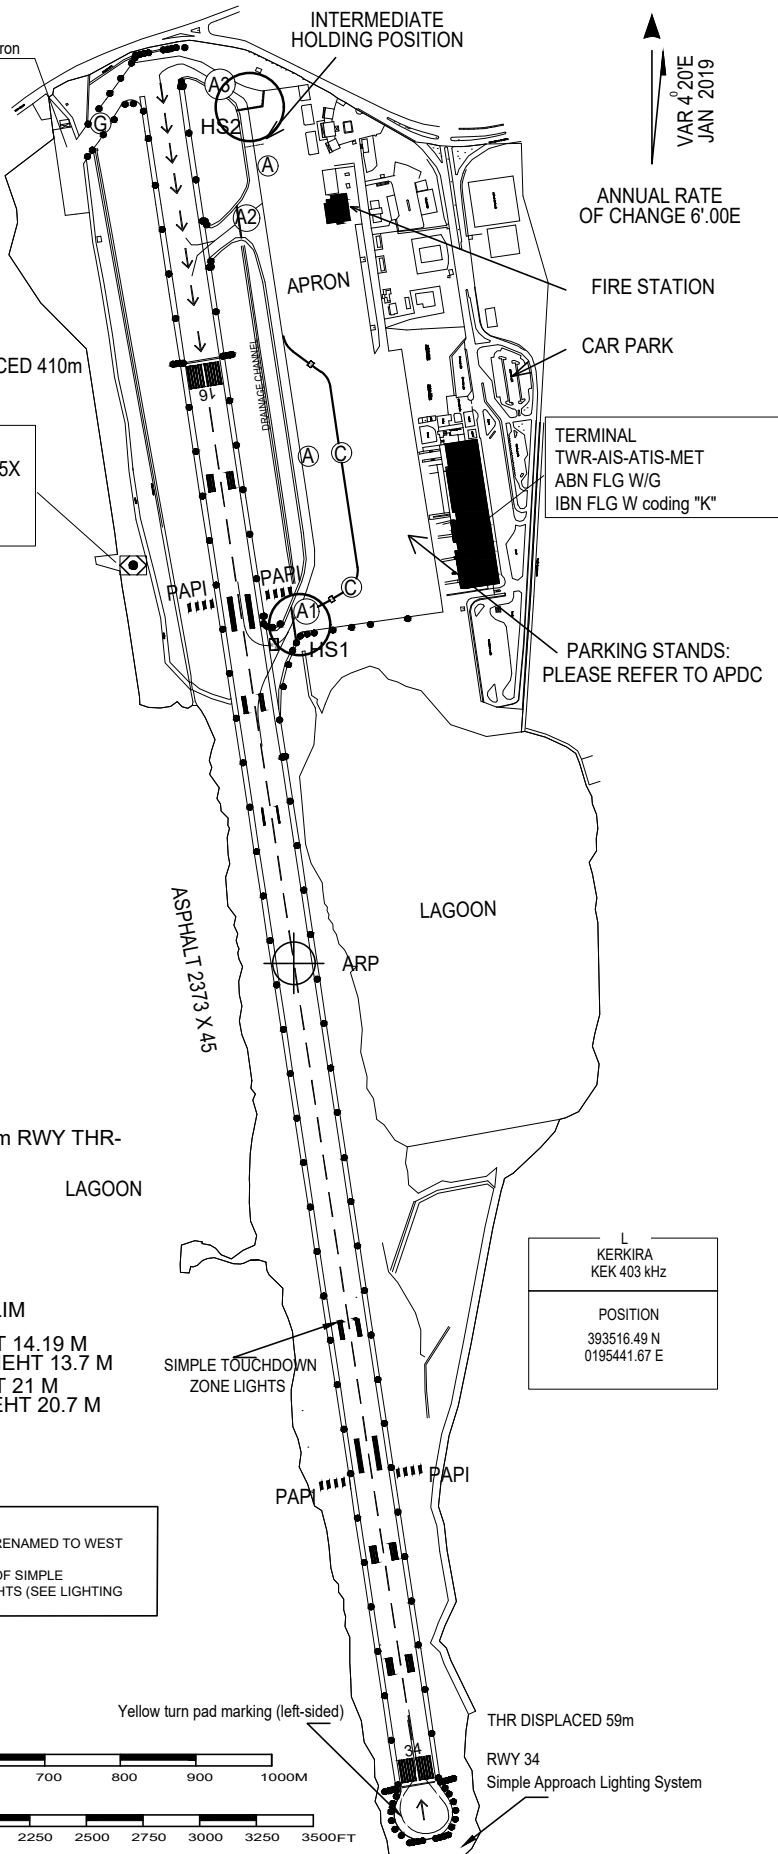 INTERMEDIATE
HOLDING POSITION
ron
A3
HS2
G
A
A2
VAR 4°20'E
JAN 2019
ANNUAL RATE
OF CHANGE 6'.00E
APRON
FIRE STATION
CAR PARK
CED 410m
16
DRAINAGE CHANNEL
A
C
TERMINAL
TWR-AIS-ATIS-MET
ABN FLG W/G
IBN FLG W coding "K"
5X
PAPI
PAPI
C
A1
HS1
PARKING STANDS:
PLEASE REFER TO APDC
LAGOON
ASPHALT 2373 X 45
ARP
m RWY THR-
LAGOON
L
KERKIRA
KEK 403 kHz
POSITION
393516.49 N
0195441.67 E
LIM
T 14.19 M
MEHT 13.7 M
T 21 M
EHT 20.7 M
SIMPLE TOUCHDOWN
ZONE LIGHTS
PAPI
PAPI
RENAMED TO WEST
OF SIMPLE
HTS (SEE LIGHTING
Yellow turn pad marking (left-sided)
THR DISPLACED 59m
34
RWY 34
Simple Approach Lighting System
700 800 900 1000M
2250 2500 2750 3000 3250 3500FT